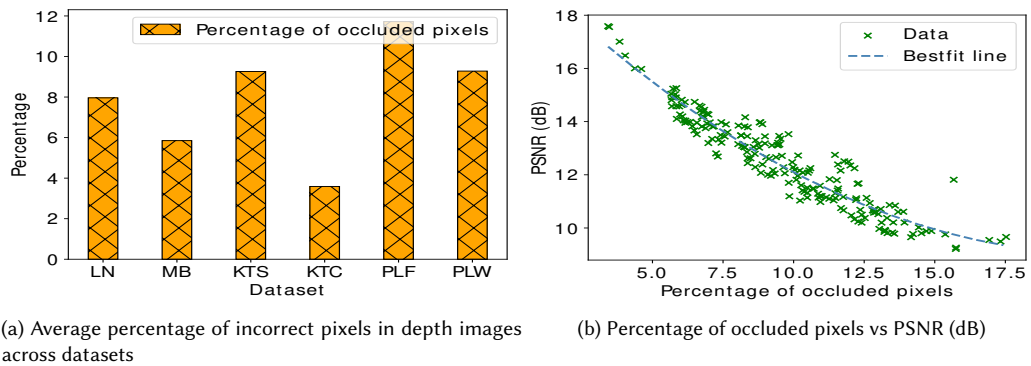 12
10
8
6
4
2
0
Percentage
Percentage of occluded pixels
LN MB KTS KTC PLF PLW
Dataset
(a) Average percentage of incorrect pixels in depth images
across datasets
18
16
14
12
10
PSNR (dB)
Data
Bestfit line
5.0 7.5 10.0 12.5 15.0 17.5
Percentage of occluded pixels
(b) Percentage of occluded pixels vs PSNR (dB)